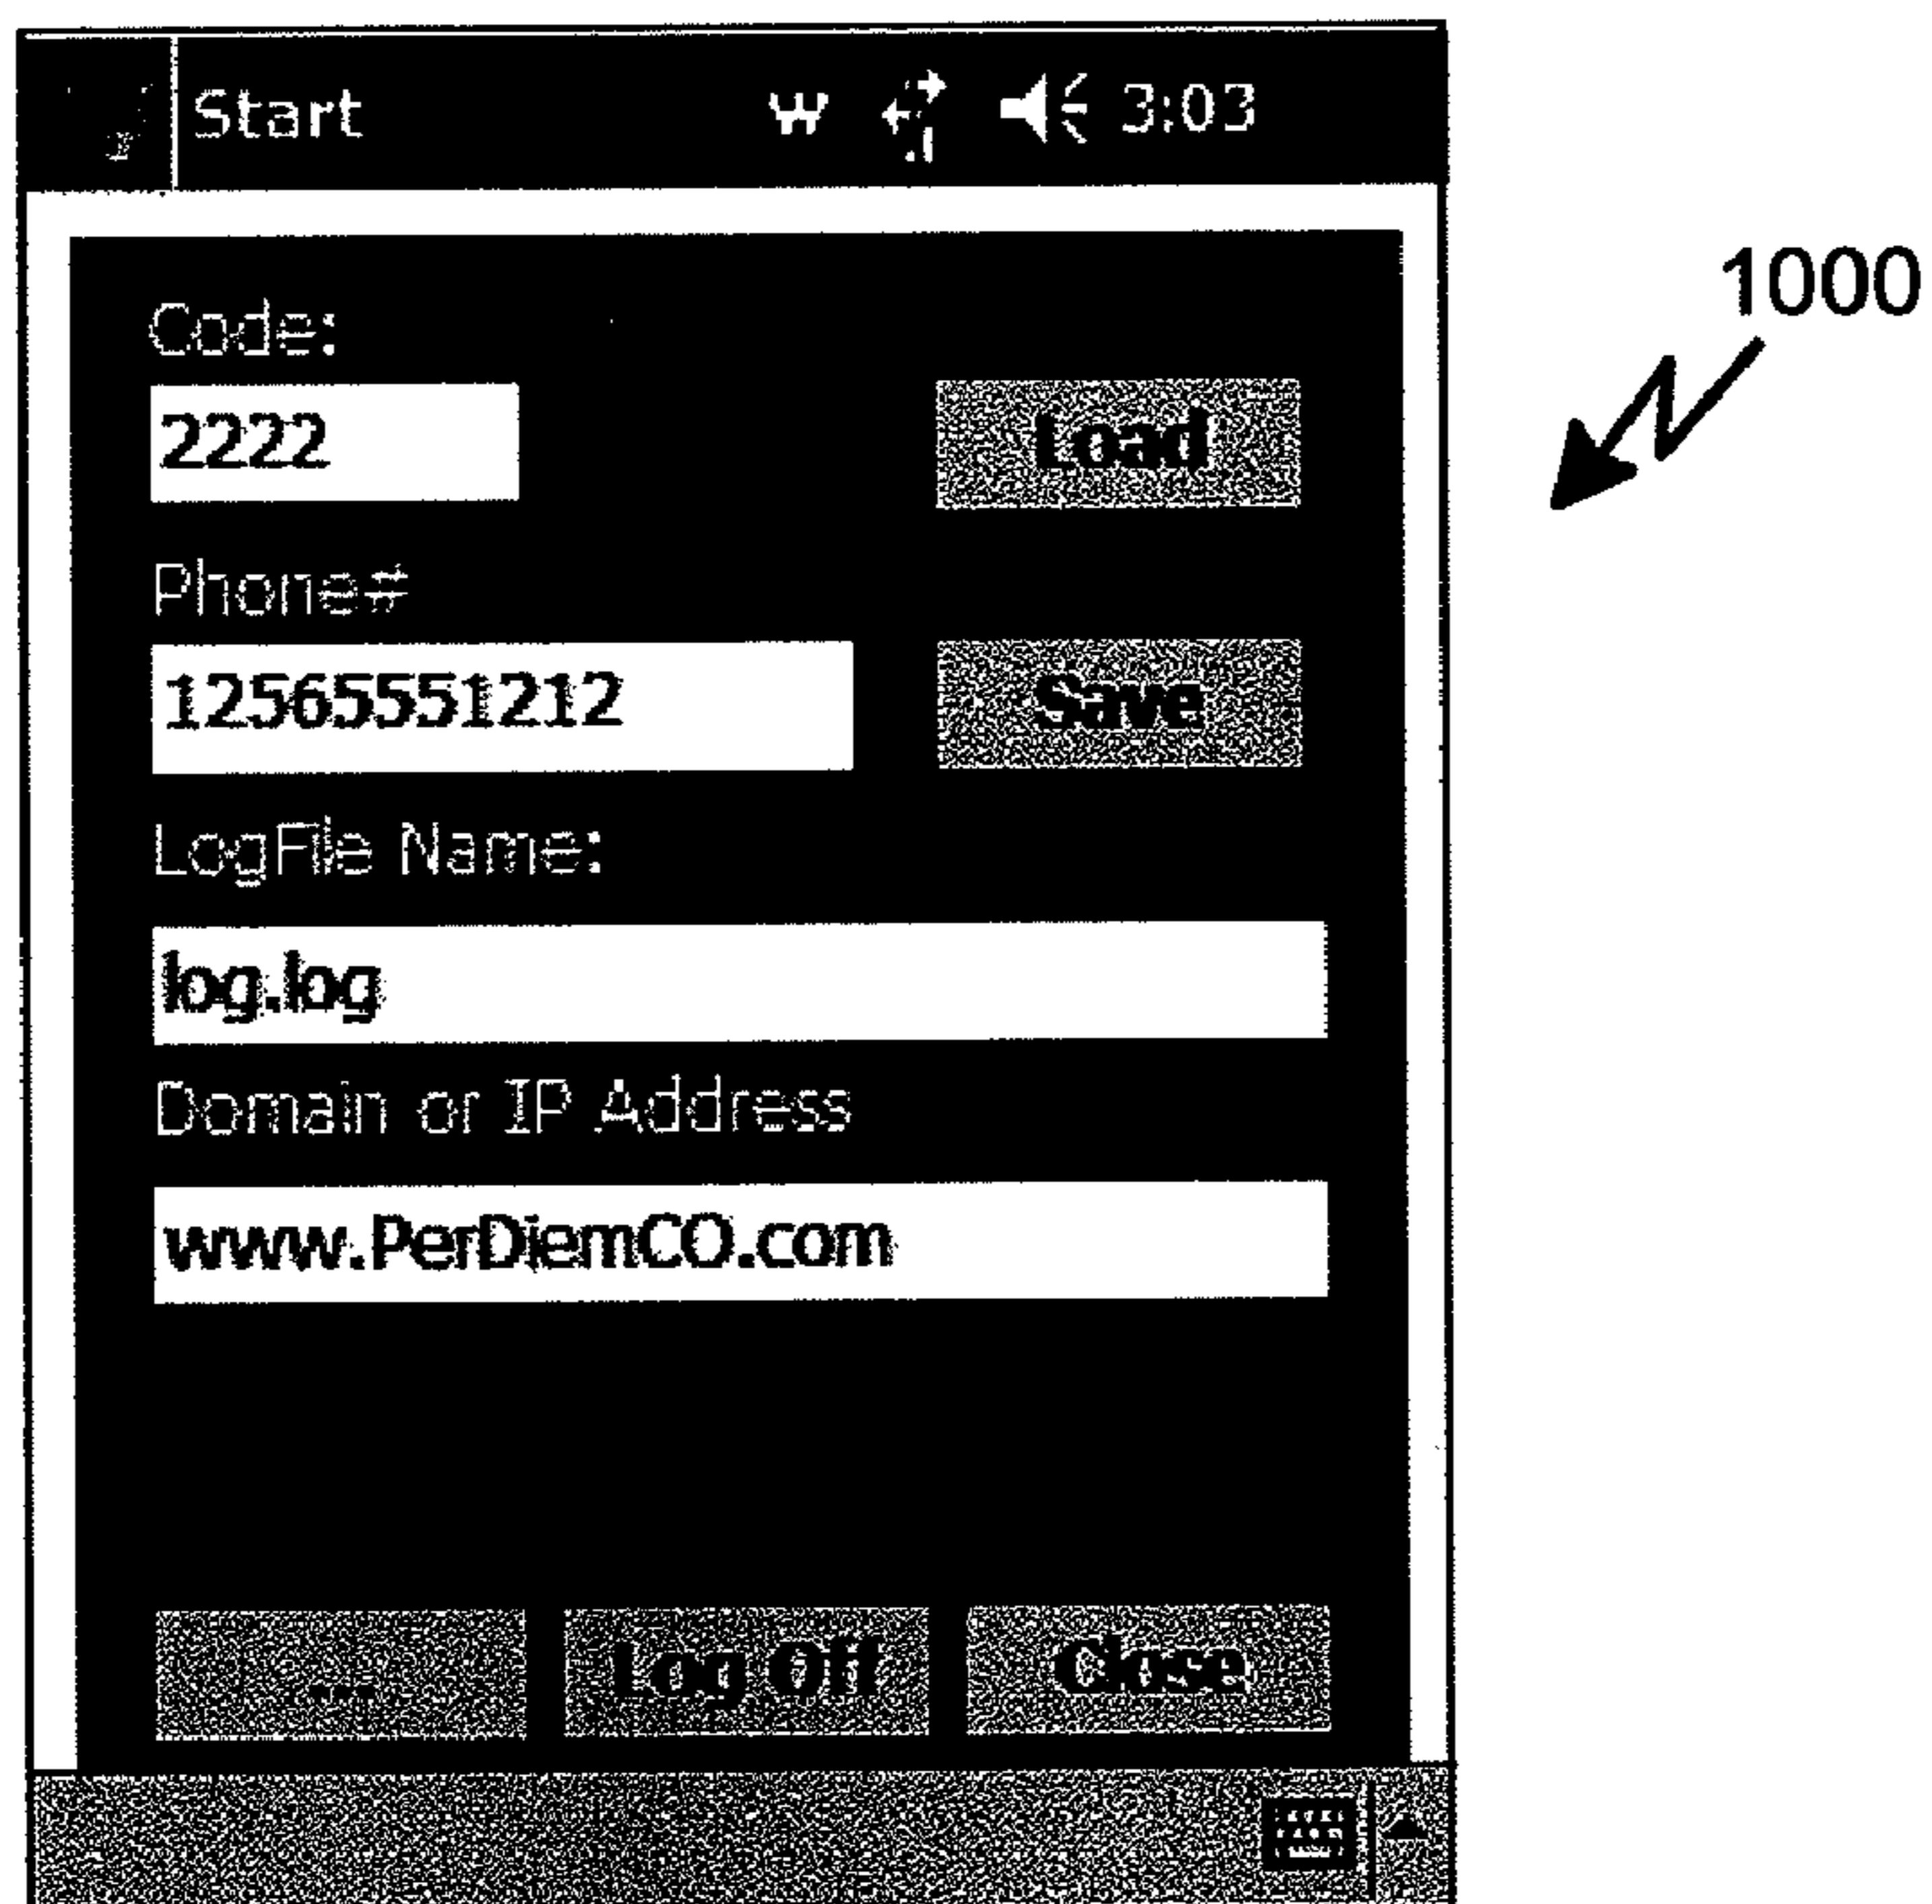 Start 3:03
1000
Code:
2222
Load
Phone#
12565551212
Save
LogFile Name:
log.log
Domain or IP Address
www.PerDiemCO.com
... Log Off Close